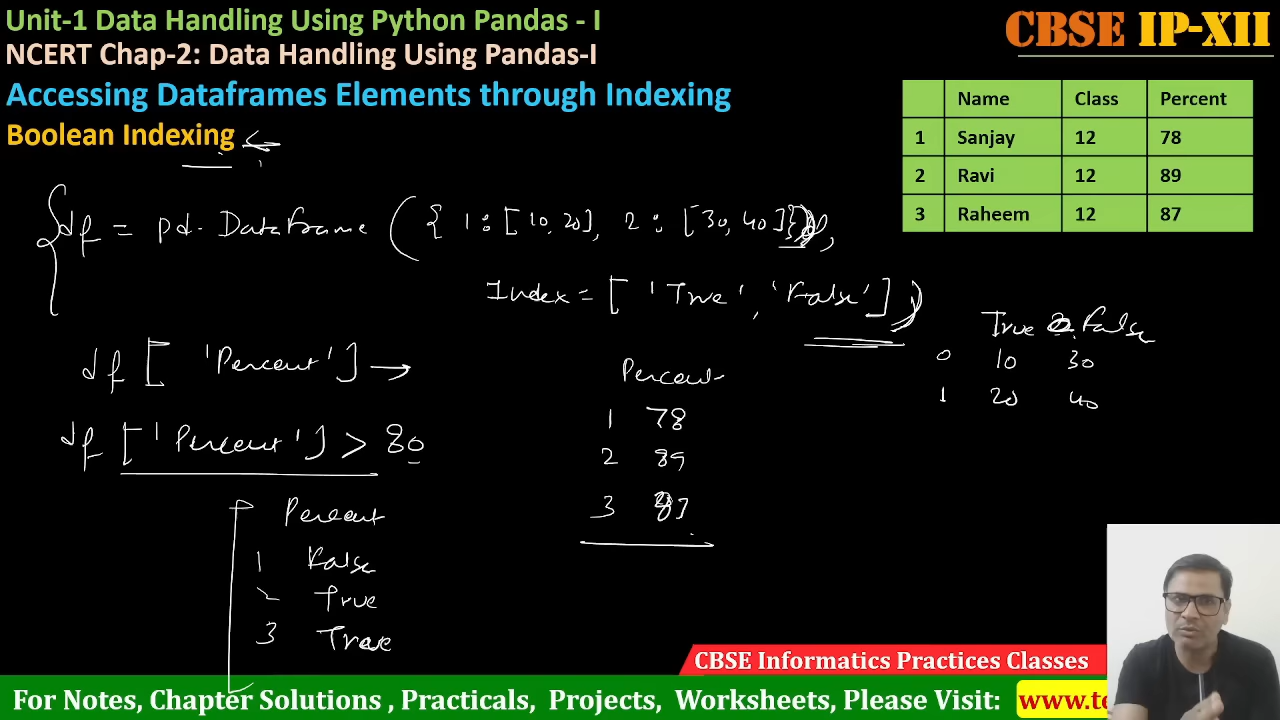 Unit-1 Data Handling Using Python Pandas - I
CBSE IP-XII
NCERT Chap-2: Data Handling Using Pandas-I
Accessing Dataframes Elements through Indexing
Boolean Indexing
Name Class Percent
1 Sanjay 12 78
2 Ravi 12 89
3 Raheem 12 87
df = pd. DataFrame ( { 1 : [ 10, 20 ], 2 : [ 30, 40 ] } ) ,
Index = [ 'True' , 'False' ] )
True False
0 10 30
1 20 40
df [ 'Percent' ] →
Percent
1 78
2 89
3 87
df [ 'Percent' ] > 80
Percent
1 False
2 True
3 True
CBSE Informatics Practices Classes
For Notes, Chapter Solutions , Practicals, Projects, Worksheets, Please Visit: www.te